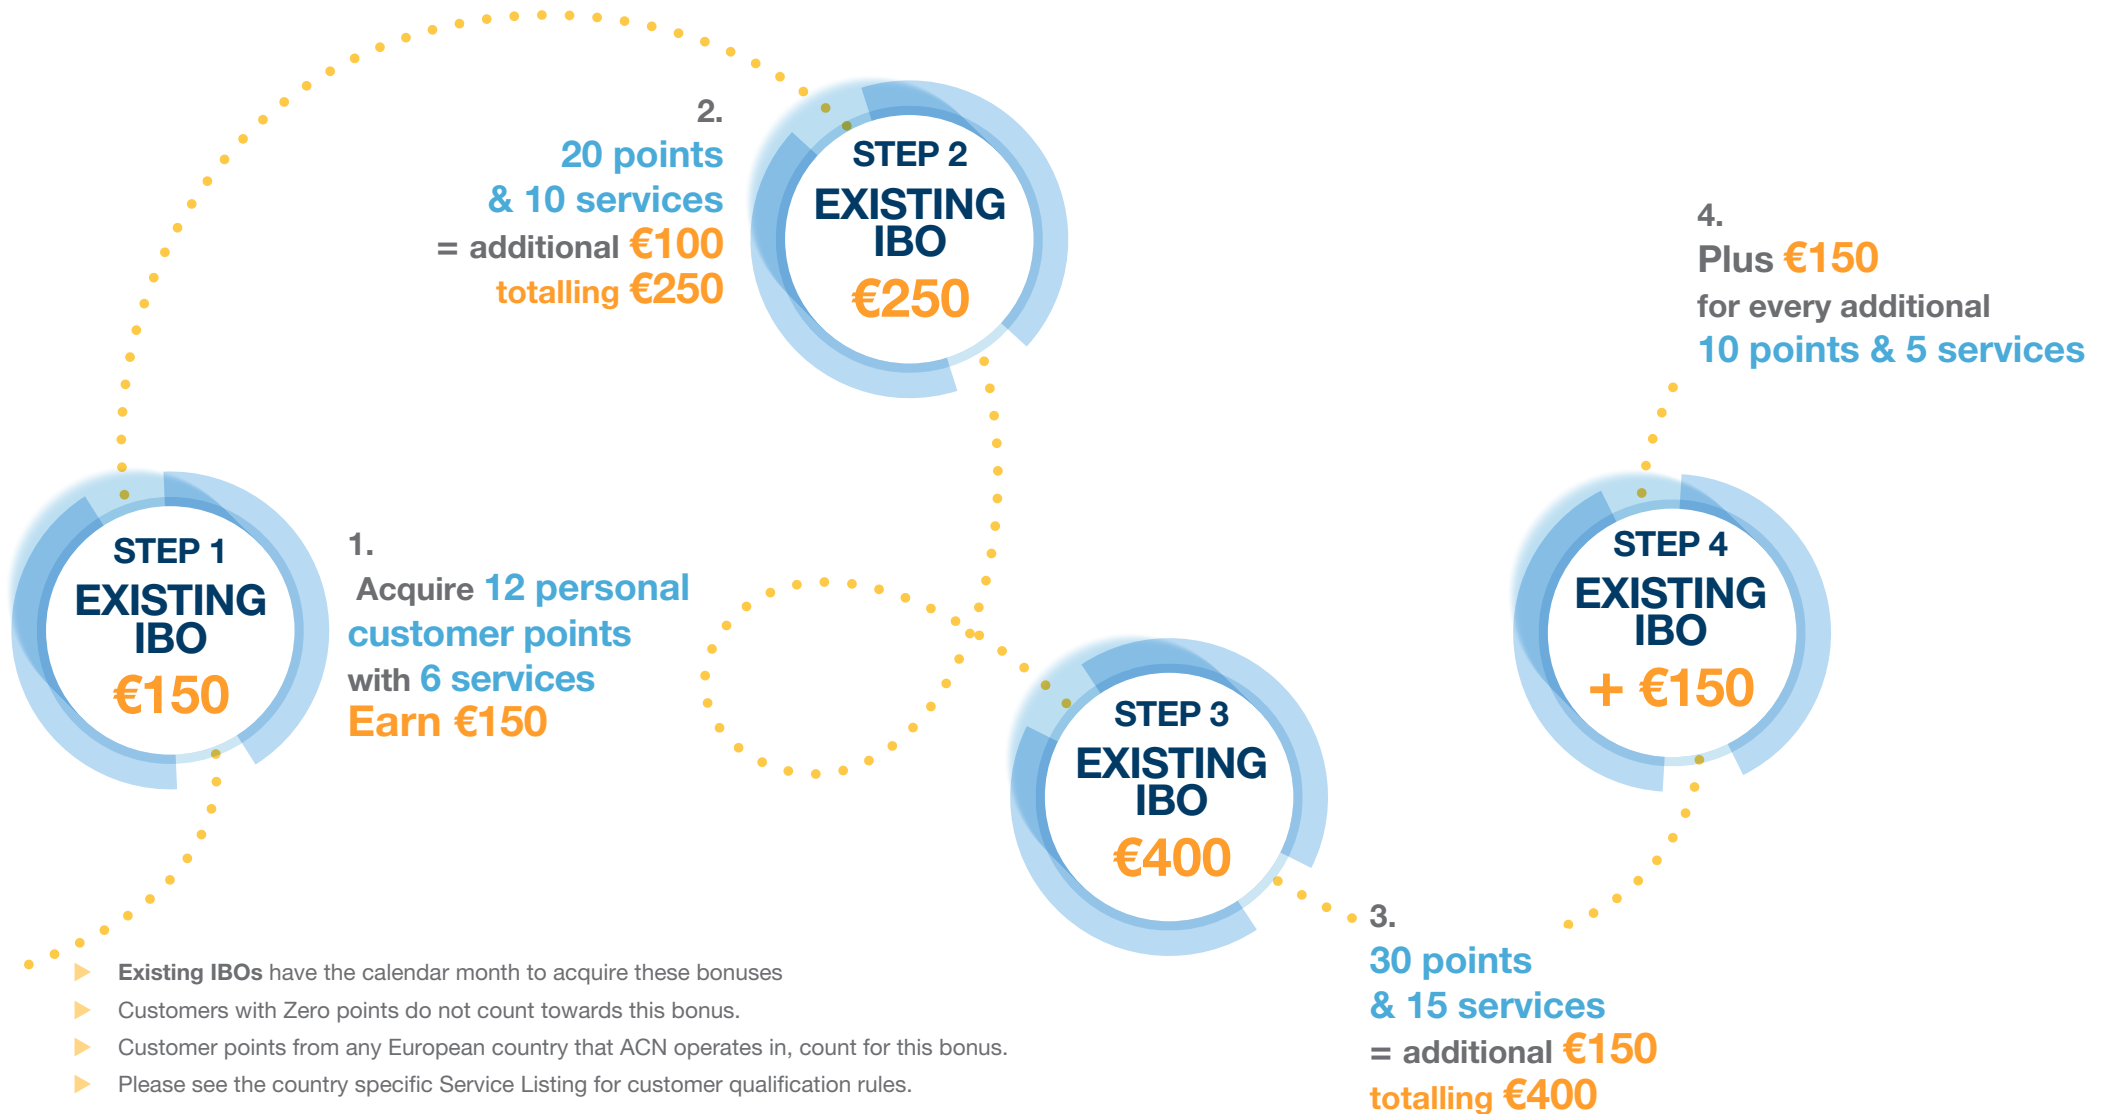 STEP 1
EXISTING
IBO
€150
1.
Acquire 12 personal
customer points
with 6 services
Earn €150
2.
20 points
& 10 services
= additional €100
totalling €250
STEP 2
EXISTING
IBO
€250
STEP 3
EXISTING
IBO
€400
3.
30 points
& 15 services
= additional €150
totalling €400
4.
Plus €150
for every additional
10 points & 5 services
STEP 4
EXISTING
IBO
+ €150
Existing IBOs have the calendar month to acquire these bonuses
Customers with Zero points do not count towards this bonus.
Customer points from any European country that ACN operates in, count for this bonus.
Please see the country specific Service Listing for customer qualification rules.